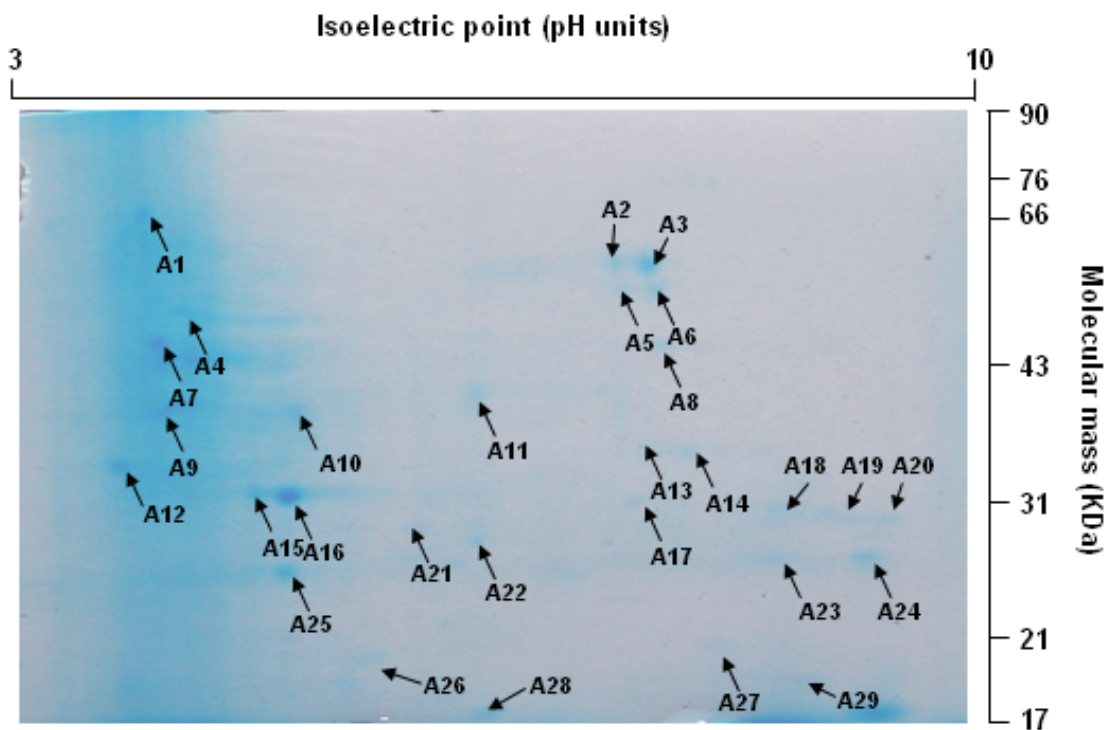 Isoelectric point (pH units)
3 10
90
76
66
A2 A3
A1
A5 A6
A4
43
A7
A8
A11
A9 A10
A18 A19 A20
A13 A14
31
A12
A15 A16
A17
A21
A22
A23 A24
A25
21
A26 A28
A27 A29
17
Molecular mass (KDa)